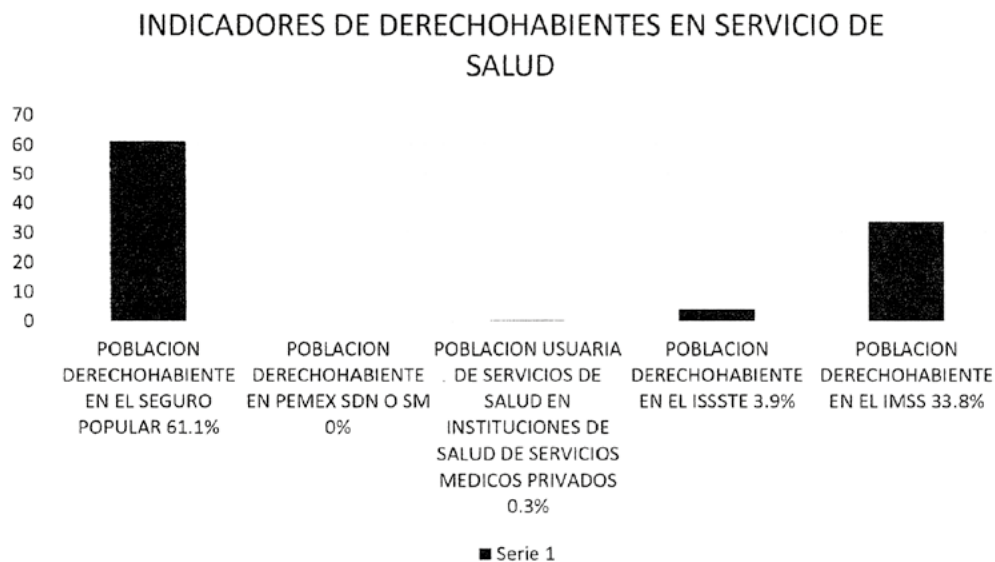 INDICADORES DE DERECHOHABIENTES EN SERVICIO DE
SALUD
70
60
50
40
30
20
10
0
POBLACION
DERECHOHABIENTE
EN EL SEGURO
POPULAR 61.1%
POBLACION
DERECHOHABIENTE
EN PEMEX SDN O SM
0%
POBLACION USUARIA
DE SERVICIOS DE
SALUD EN
INSTITUCIONES DE
SALUD DE SERVICIOS
MEDICOS PRIVADOS
0.3%
POBLACION
DERECHOHABIENTE
EN EL ISSSTE 3.9%
POBLACION
DERECHOHABIENTE
EN EL IMSS 33.8%
Serie 1